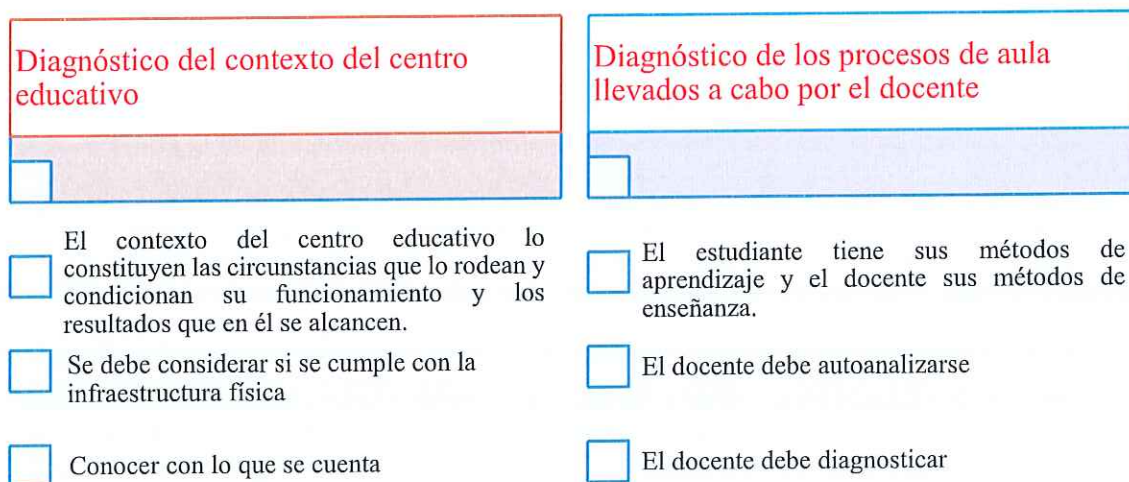 Diagnóstico del contexto del centro
educativo
El contexto del centro educativo lo
constituyen las circunstancias que lo rodean y
condicionan su funcionamiento y los
resultados que en él se alcancen.
Se debe considerar si se cumple con la
infraestructura física
Conocer con lo que se cuenta
Diagnóstico de los procesos de aula
llevados a cabo por el docente
El estudiante tiene sus métodos de
aprendizaje y el docente sus métodos de
enseñanza.
El docente debe autoanalizarse
El docente debe diagnosticar